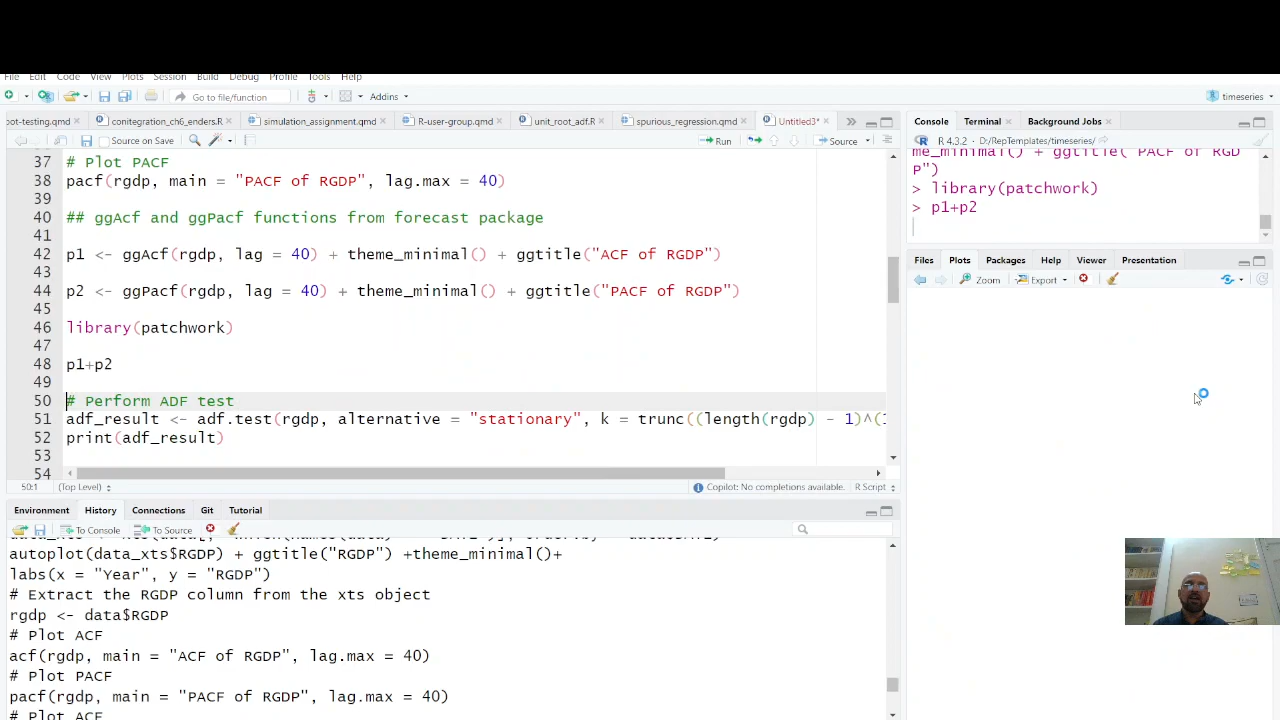 File Edit Code View Plots Session Build Debug Profile Tools Help
Go to file/function Addins timeseries
oot-testing.qmd conitegration_ch6_enders.R simulation_assignment.qmd R-user-group.qmd unit_root_adf.R spurious_regression.qmd Untitled3*
Source on Save Run Source
37 # Plot PACF
38 pacf(rgdp, main = "PACF of RGDP", lag.max = 40)
39
40 ## ggAcf and ggPacf functions from forecast package
41
42 p1 <- ggAcf(rgdp, lag = 40) + theme_minimal() + ggtitle("ACF of RGDP")
43
44 p2 <- ggPacf(rgdp, lag = 40) + theme_minimal() + ggtitle("PACF of RGDP")
45
46 library(patchwork)
47
48 p1+p2
49
50 # Perform ADF test
51 adf_result <- adf.test(rgdp, alternative = "stationary", k = trunc((length(rgdp) - 1)^(1
52 print(adf_result)
53
54
50:1 (Top Level) Copilot: No completions available. R Script
Environment History Connections Git Tutorial
To Console To Source
autoplot(data_xts$RGDP) + ggtitle("RGDP") +theme_minimal()+
labs(x = "Year", y = "RGDP")
# Extract the RGDP column from the xts object
rgdp <- data$RGDP
# Plot ACF
acf(rgdp, main = "ACF of RGDP", lag.max = 40)
# Plot PACF
pacf(rgdp, main = "PACF of RGDP", lag.max = 40)
# Plot ACF
Console Terminal Background Jobs
R 4.3.2 · D:/RepTemplates/timeseries/
me_minimal() + ggtitle("PACF of RGD
P")
> library(patchwork)
> p1+p2
Files Plots Packages Help Viewer Presentation
Zoom Export